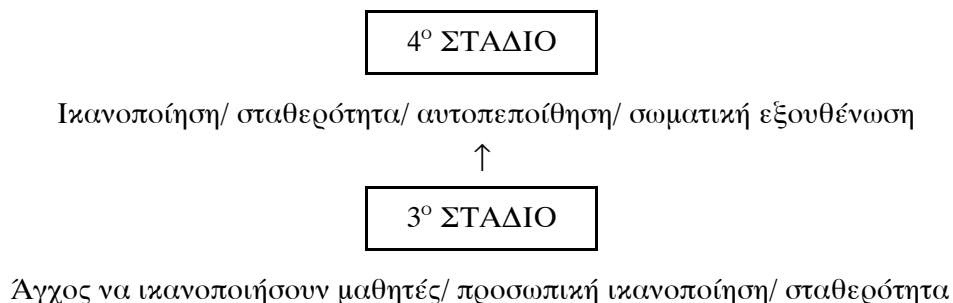 4ο ΣΤΑΔΙΟ
Ικανοποίηση/ σταθερότητα/ αυτοπεποίθηση/ σωματική εξουθένωση
↑
3ο ΣΤΑΔΙΟ
Άγχος να ικανοποιήσουν μαθητές/ προσωπική ικανοποίηση/ σταθερότητα